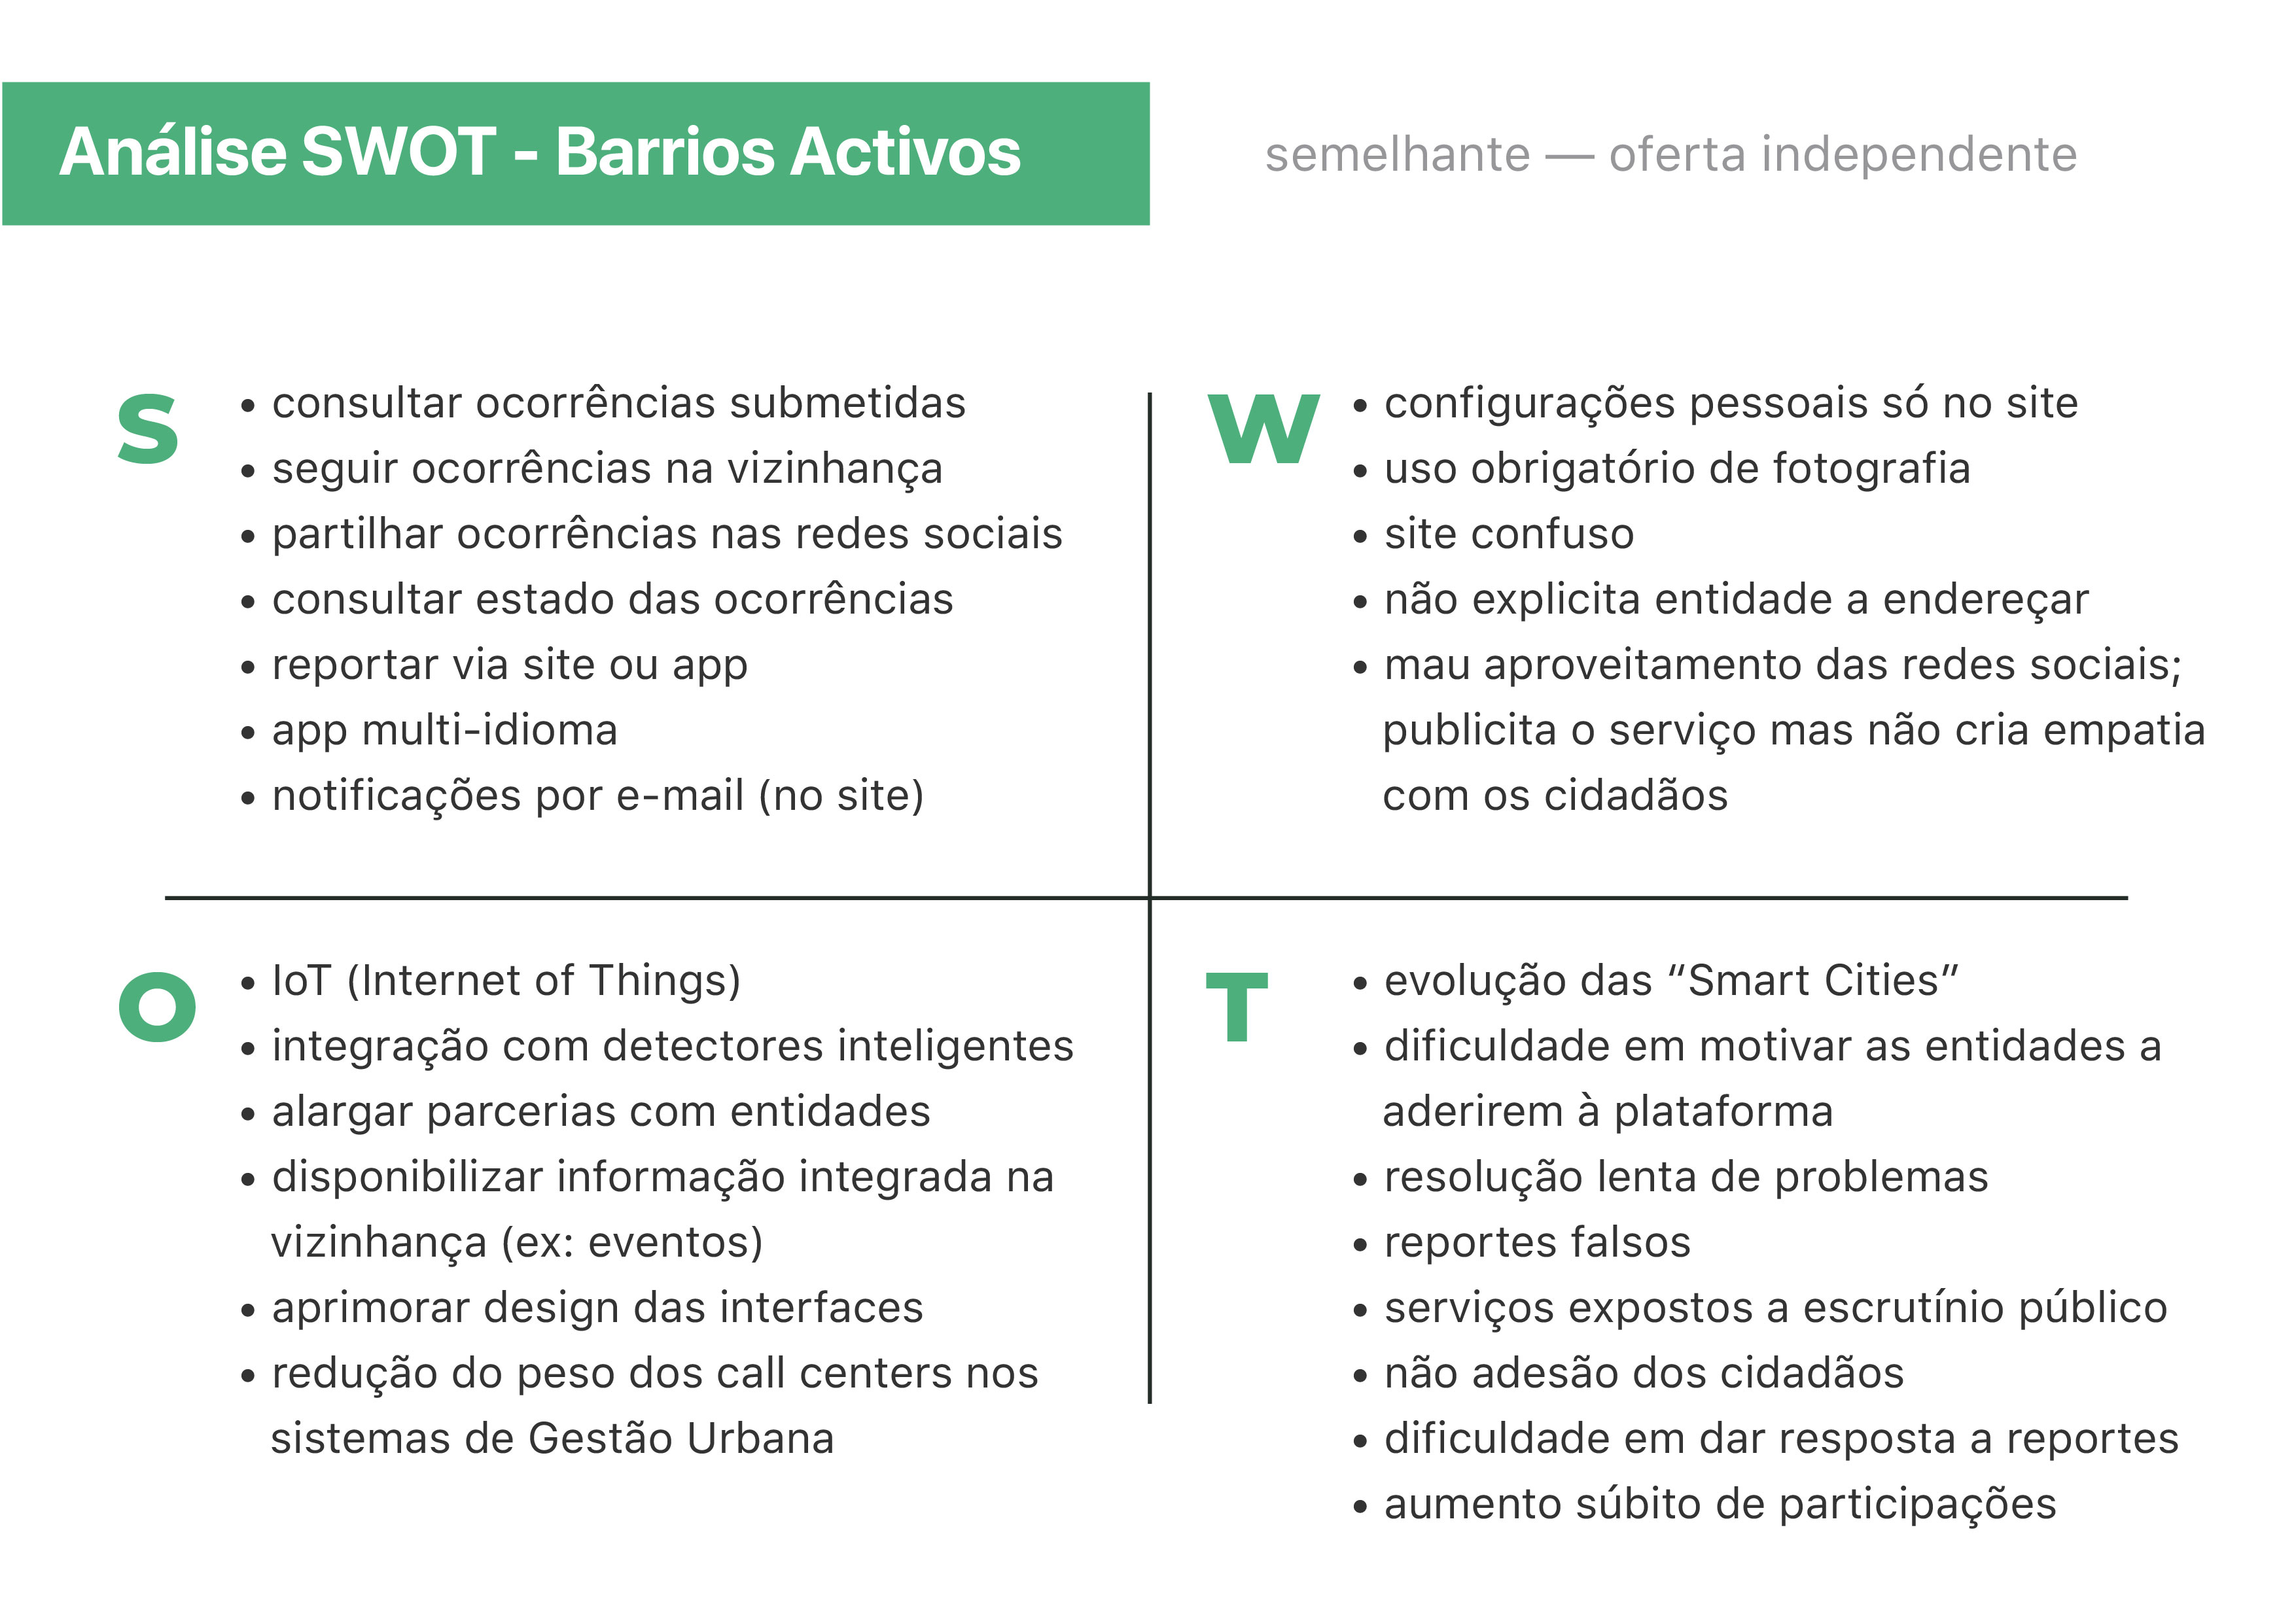 Análise SWOT - Barrios Activos
semelhante — oferta independente
S
• consultar ocorrências submetidas
• seguir ocorrências na vizinhança
• partilhar ocorrências nas redes sociais
• consultar estado das ocorrências
• reportar via site ou app
• app multi-idioma
• notificações por e-mail (no site)
W
• configurações pessoais só no site
• uso obrigatório de fotografia
• site confuso
• não explicita entidade a endereçar
• mau aproveitamento das redes sociais;
publicita o serviço mas não cria empatia
com os cidadãos
O
• IoT (Internet of Things)
• integração com detectores inteligentes
• alargar parcerias com entidades
• disponibilizar informação integrada na
vizinhança (ex: eventos)
• aprimorar design das interfaces
• redução do peso dos call centers nos
sistemas de Gestão Urbana
T
• evolução das “Smart Cities”
• dificuldade em motivar as entidades a
aderirem à plataforma
• resolução lenta de problemas
• reportes falsos
• serviços expostos a escrutínio público
• não adesão dos cidadãos
• dificuldade em dar resposta a reportes
• aumento súbito de participações